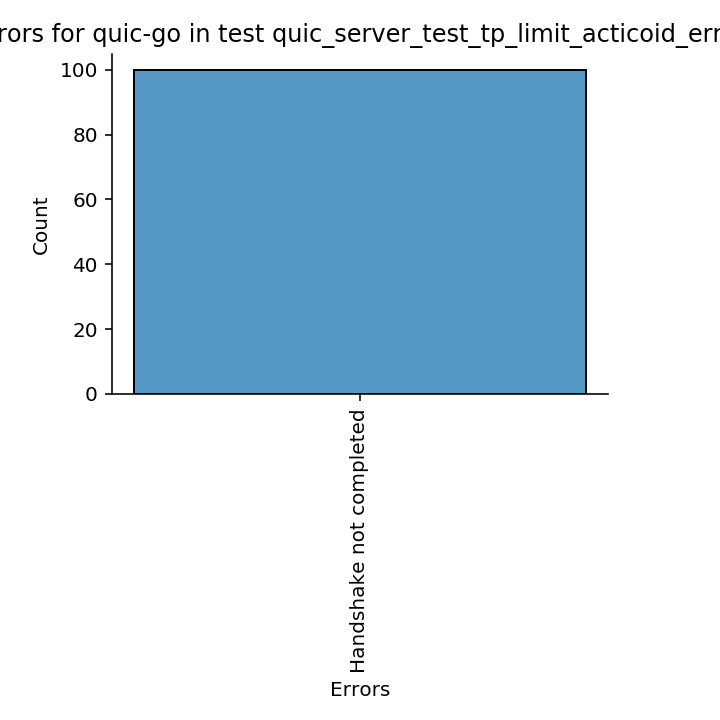 rors for quic-go in test quic_server_test_tp_limit_acticoid_err
100
80
60
40
20
0
Count
Handshake not completed
Errors